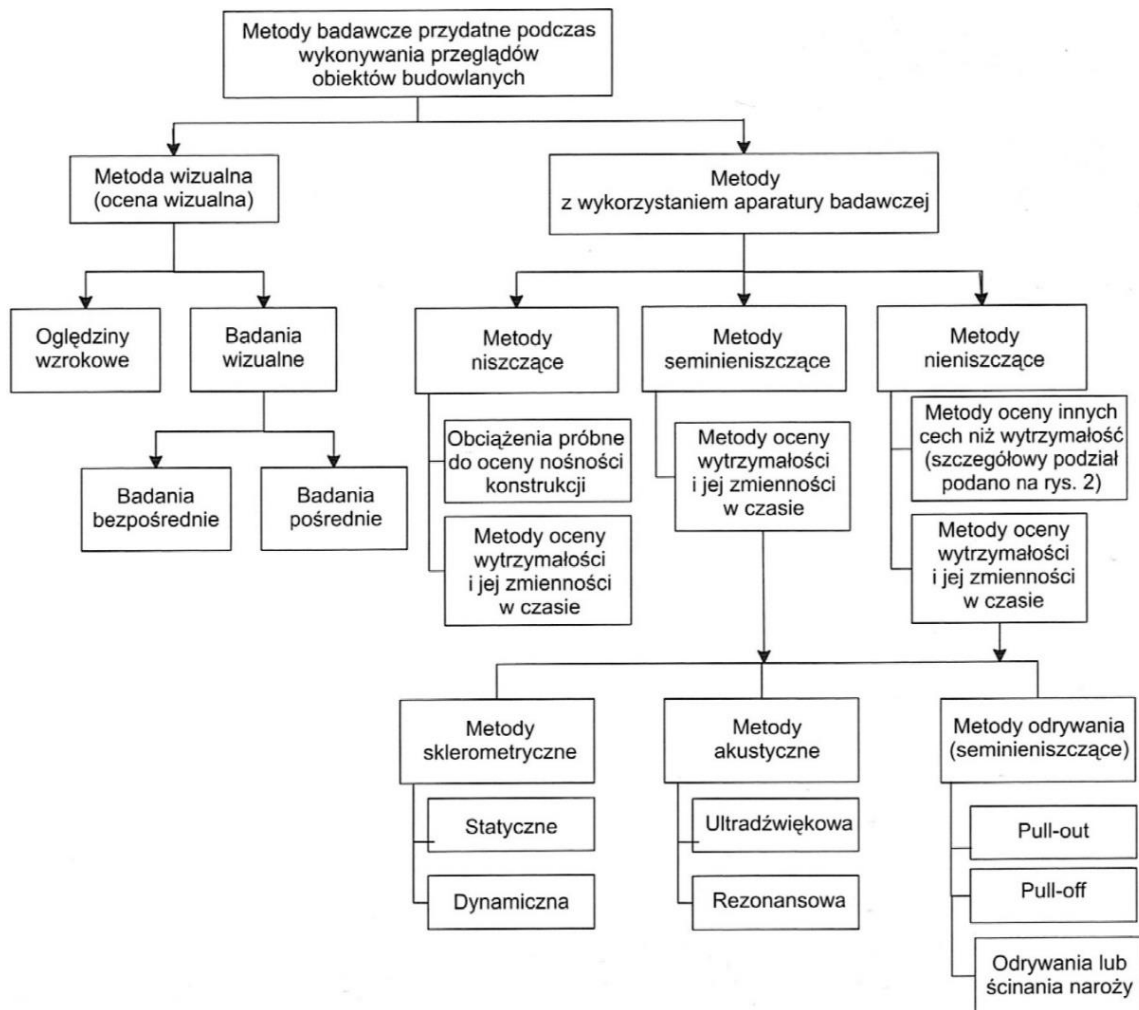 Metody badawcze przydatne podczas
wykonywania przeglądów
obiektów budowlanych
Metoda wizualna
(ocena wizualna)
Metody
z wykorzystaniem aparatury badawczej
Oględziny
wzrokowe
Badania
wizualne
Metody
niszczące
Metody
seminieniszczące
Metody
nieniszczące
Badania
bezpośrednie
Badania
pośrednie
Obciążenia próbne
do oceny nośności
konstrukcji
Metody oceny
wytrzymałości
i jej zmienności
w czasie
Metody oceny
wytrzymałości
i jej zmienności
w czasie
Metody oceny innych
cech niż wytrzymałość
(szczegółowy podział
podano na rys. 2)
Metody oceny
wytrzymałości
i jej zmienności
w czasie
Metody
sklerometryczne
Statyczne
Dynamiczna
Metody
akustyczne
Ultradźwiękowa
Rezonansowa
Metody odrywania
(seminieniszczące)
Pull-out
Pull-off
Odrywania lub
ścinania naroży